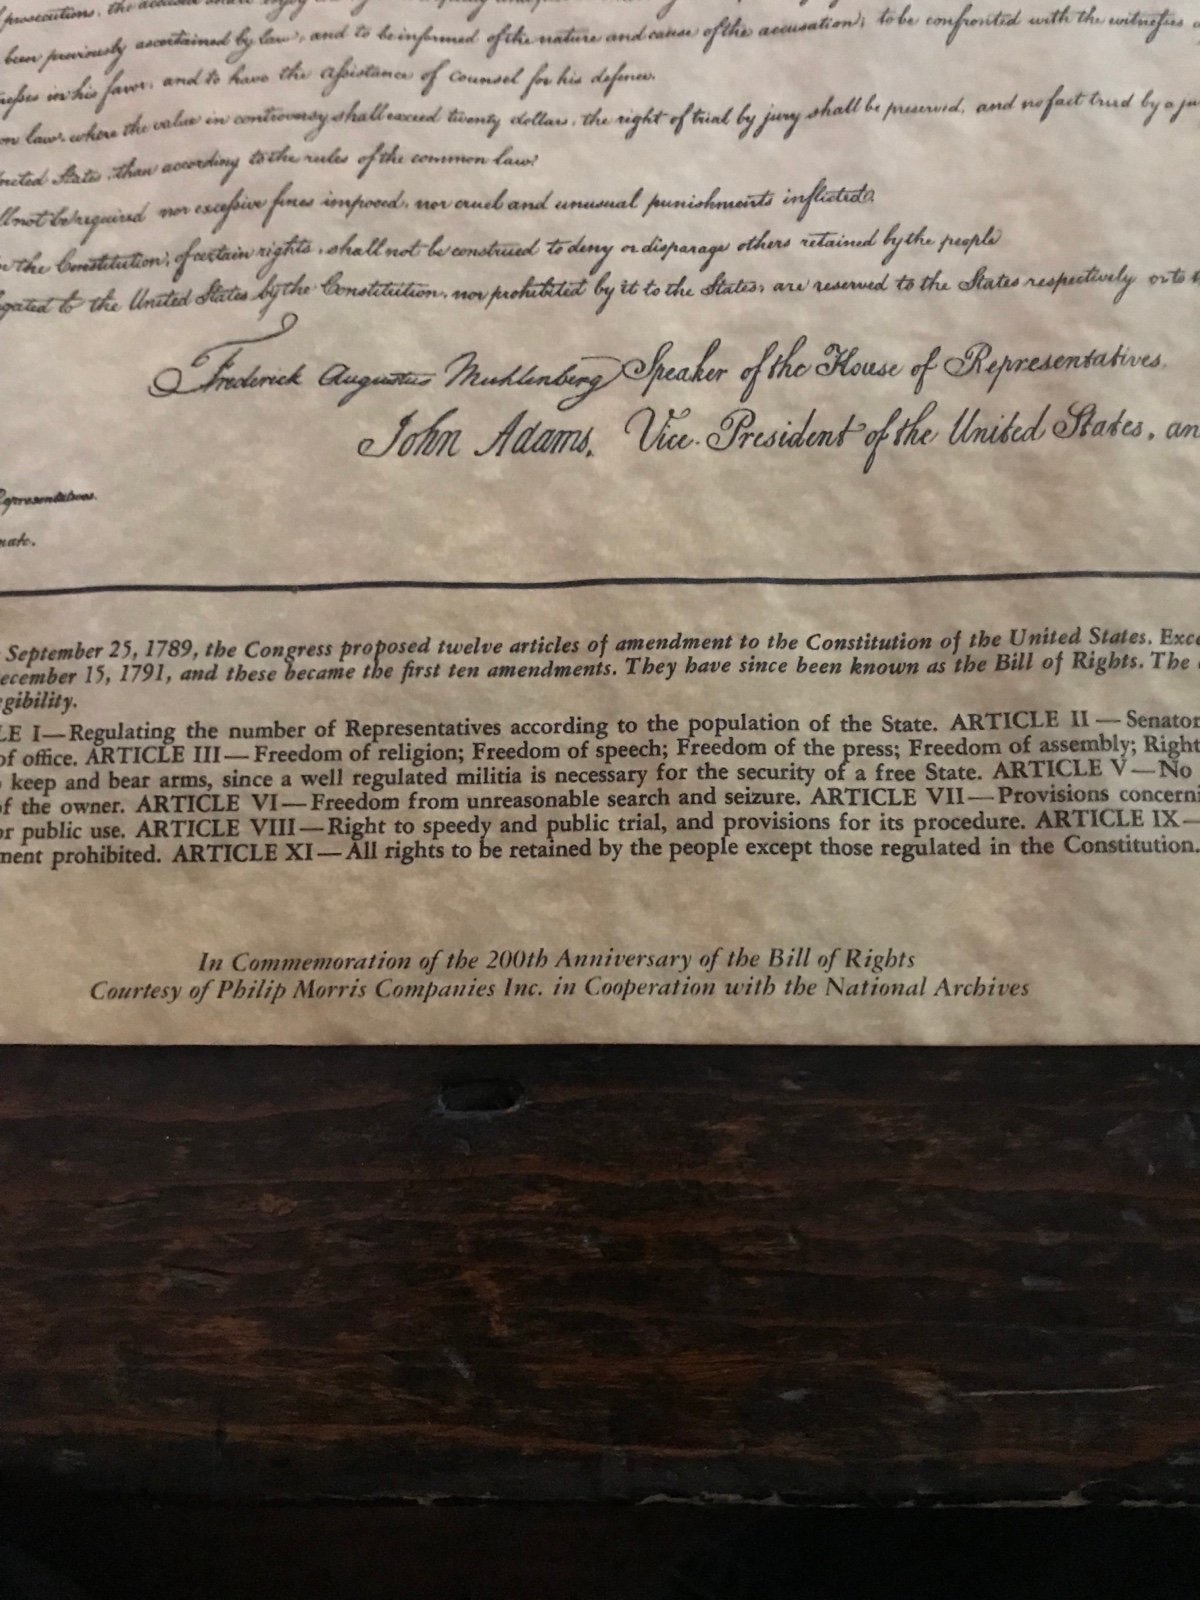 prosecutions, the accused shall enjoy the
been previously ascertained by law, and to be informed of the nature and cause of the accusation; to be confronted with the witnesses
nesses in his favor, and to have the assistance of counsel for his defence.
on law, where the value in controversy shall exceed twenty dollars, the right of trial by jury shall be preserved, and no fact tried by a ju
nited States, than according to the rules of the common law.
ll not be required nor excessive fines imposed, nor cruel and unusual punishments inflicted.
n the Constitution, of certain rights, shall not be construed to deny or disparage others retained by the people
gated to the United States by the Constitution, nor prohibited by it to the States, are reserved to the States respectively or to
Frederick Augustus Muhlenberg Speaker of the House of Representatives.
John Adams, Vice-President of the United States, an
epresentatives.
nate.
September 25, 1789, the Congress proposed twelve articles of amendment to the Constitution of the United States. Exce
ecember 15, 1791, and these became the first ten amendments. They have since been known as the Bill of Rights. The
gibility.
LE I—Regulating the number of Representatives according to the population of the State. ARTICLE II—Senator
of office. ARTICLE III—Freedom of religion; Freedom of speech; Freedom of the press; Freedom of assembly; Right
keep and bear arms, since a well regulated militia is necessary for the security of a free State. ARTICLE V—No
of the owner. ARTICLE VI—Freedom from unreasonable search and seizure. ARTICLE VII—Provisions concerni
or public use. ARTICLE VIII—Right to speedy and public trial, and provisions for its procedure. ARTICLE IX—
ment prohibited. ARTICLE XI—All rights to be retained by the people except those regulated in the Constitution.
In Commemoration of the 200th Anniversary of the Bill of Rights
Courtesy of Philip Morris Companies Inc. in Cooperation with the National Archives